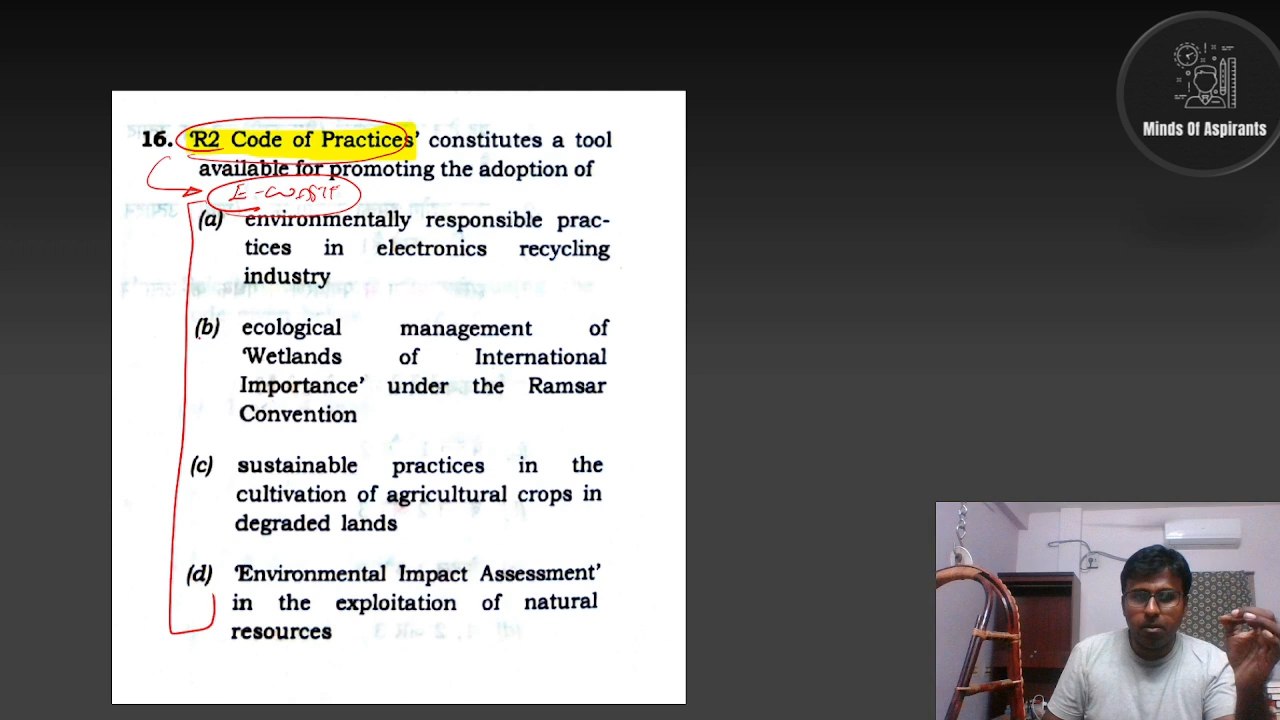 Minds Of Aspirants
16. 'R2 Code of Practices' constitutes a tool
available for promoting the adoption of
E-waste
(a) environmentally responsible prac-
tices in electronics recycling
industry
(b) ecological management of
'Wetlands of International
Importance' under the Ramsar
Convention
(c) sustainable practices in the
cultivation of agricultural crops in
degraded lands
(d) 'Environmental Impact Assessment'
in the exploitation of natural
resources